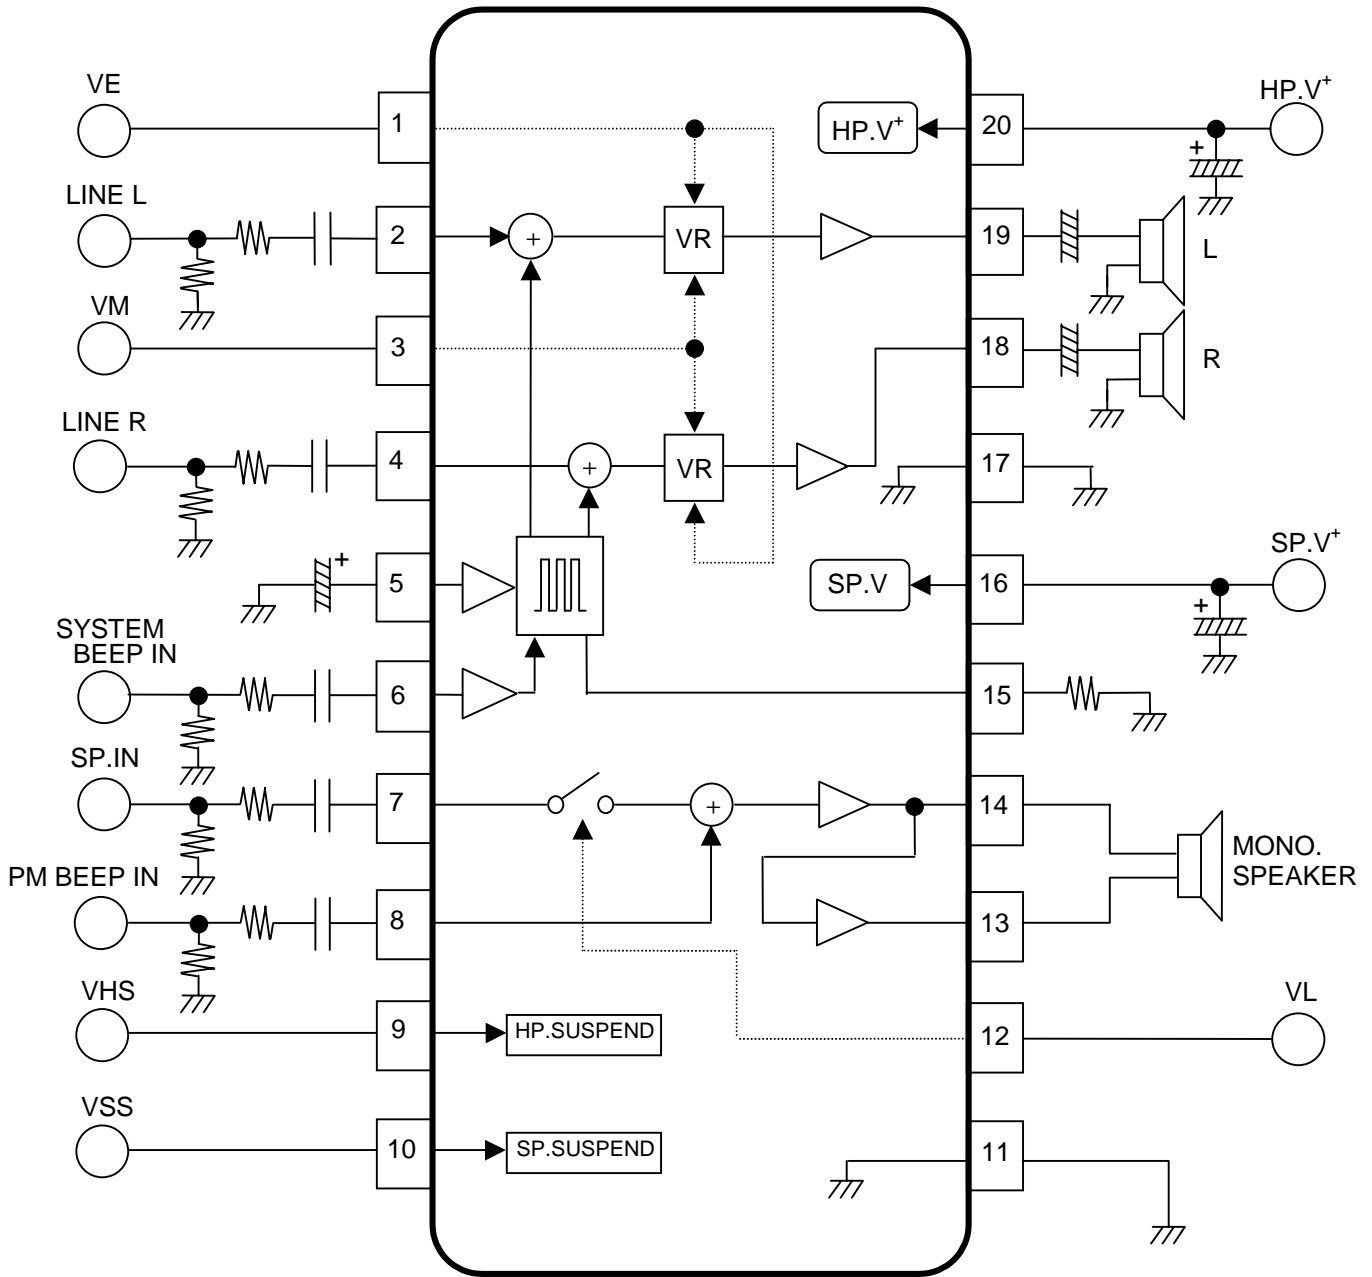 VE
1
HP.V+
20
HP.V+
+
LINE L
2
+
VR
19
L
VM
3
18
R
LINE R
4
+
VR
17
+
5
SP.V
16
SP.V+
+
SYSTEM
BEEP IN
6
15
SP.IN
7
+
14
MONO.
SPEAKER
PM BEEP IN
8
13
VHS
9
HP.SUSPEND
12
VL
VSS
10
SP.SUSPEND
11